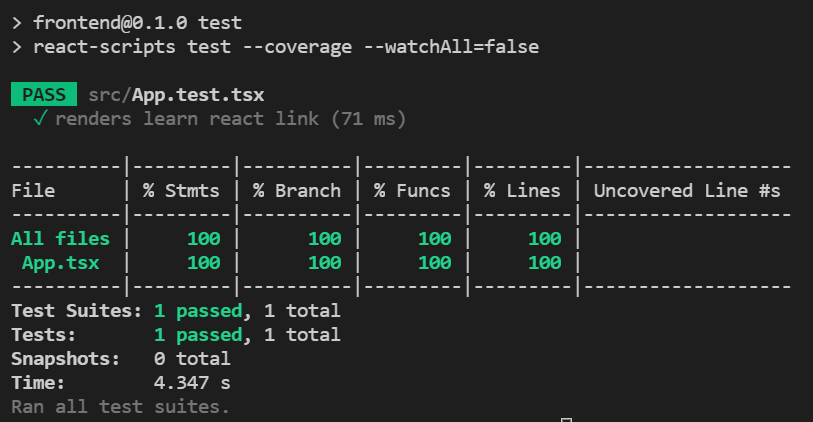 > frontend@0.1.0 test
> react-scripts test --coverage --watchAll=false
PASS src/App.test.tsx
✓ renders learn react link (71 ms)
----------|---------|----------|---------|---------|-------------------
File      | % Stmts | % Branch | % Funcs | % Lines | Uncovered Line #s
----------|---------|----------|---------|---------|-------------------
All files |     100 |      100 |     100 |     100 |
 App.tsx  |     100 |      100 |     100 |     100 |
----------|---------|----------|---------|---------|-------------------
Test Suites: 1 passed, 1 total
Tests:       1 passed, 1 total
Snapshots:   0 total
Time:        4.347 s
Ran all test suites.